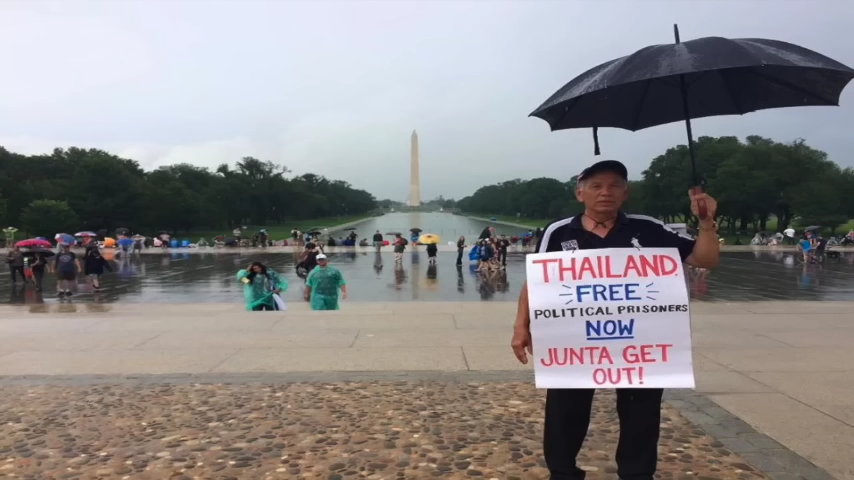 THAILAND.
FREE
POLITICAL PRISONERS
NOW
JUNTA GET
OUT!